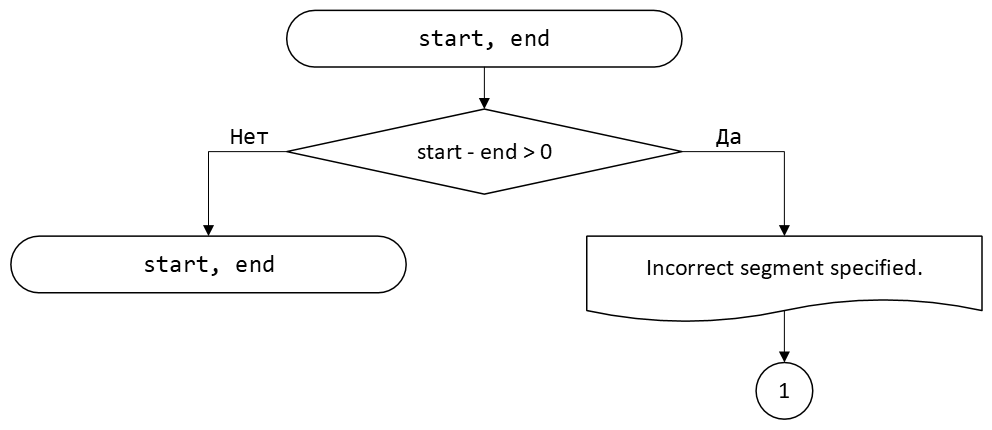 start, end
Нет
start - end > 0
Да
start, end
Incorrect segment specified.
1